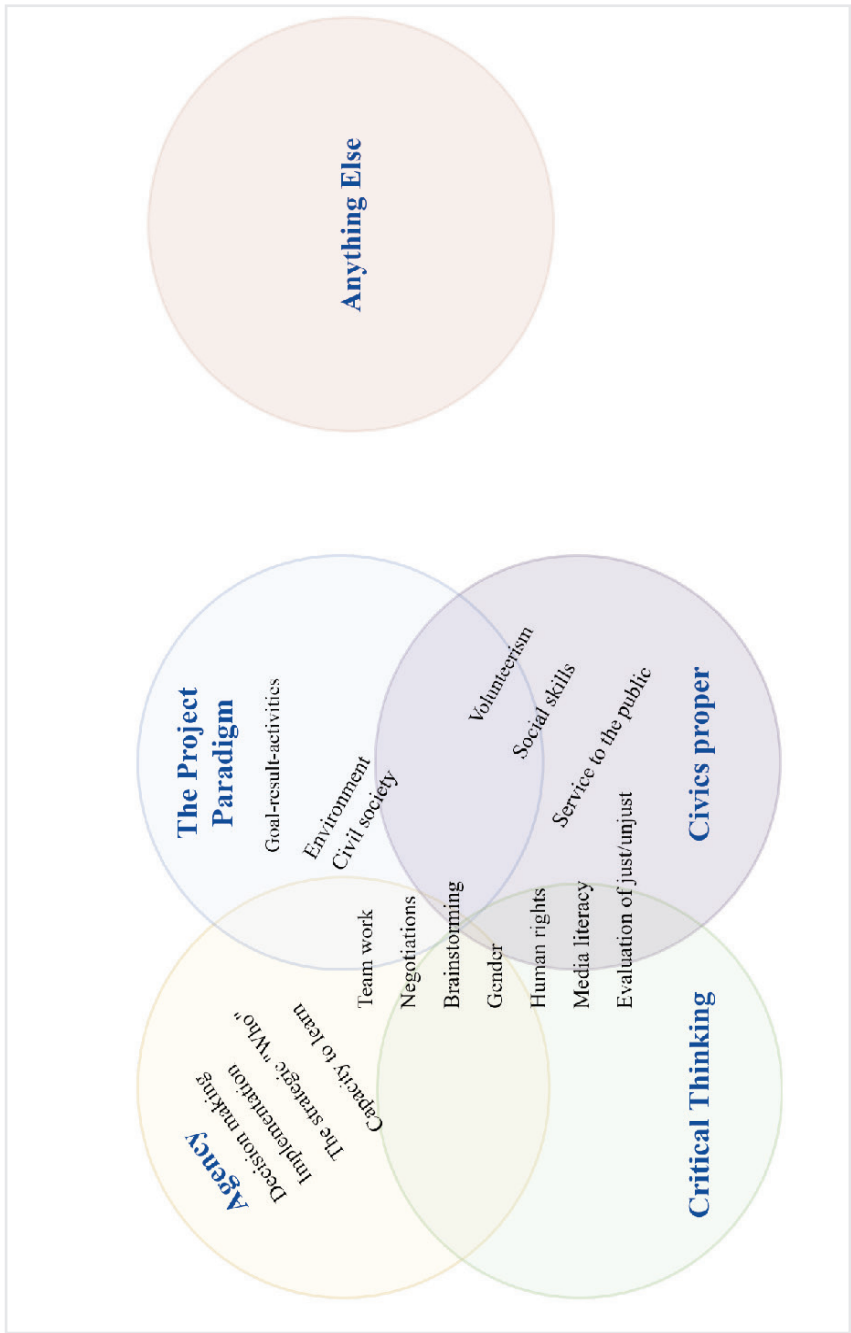 Agency
Decision making
Implementation
The strategic "Who"
Capacity to learn
The Project
Paradigm
Goal-result-activities
Environment
Civil society
Team work
Negotiations
Brainstorming
Gender
Human rights
Media literacy
Evaluation of just/unjust
Volunteerism
Social skills
Service to the public
Critical Thinking
Civics proper
Anything Else